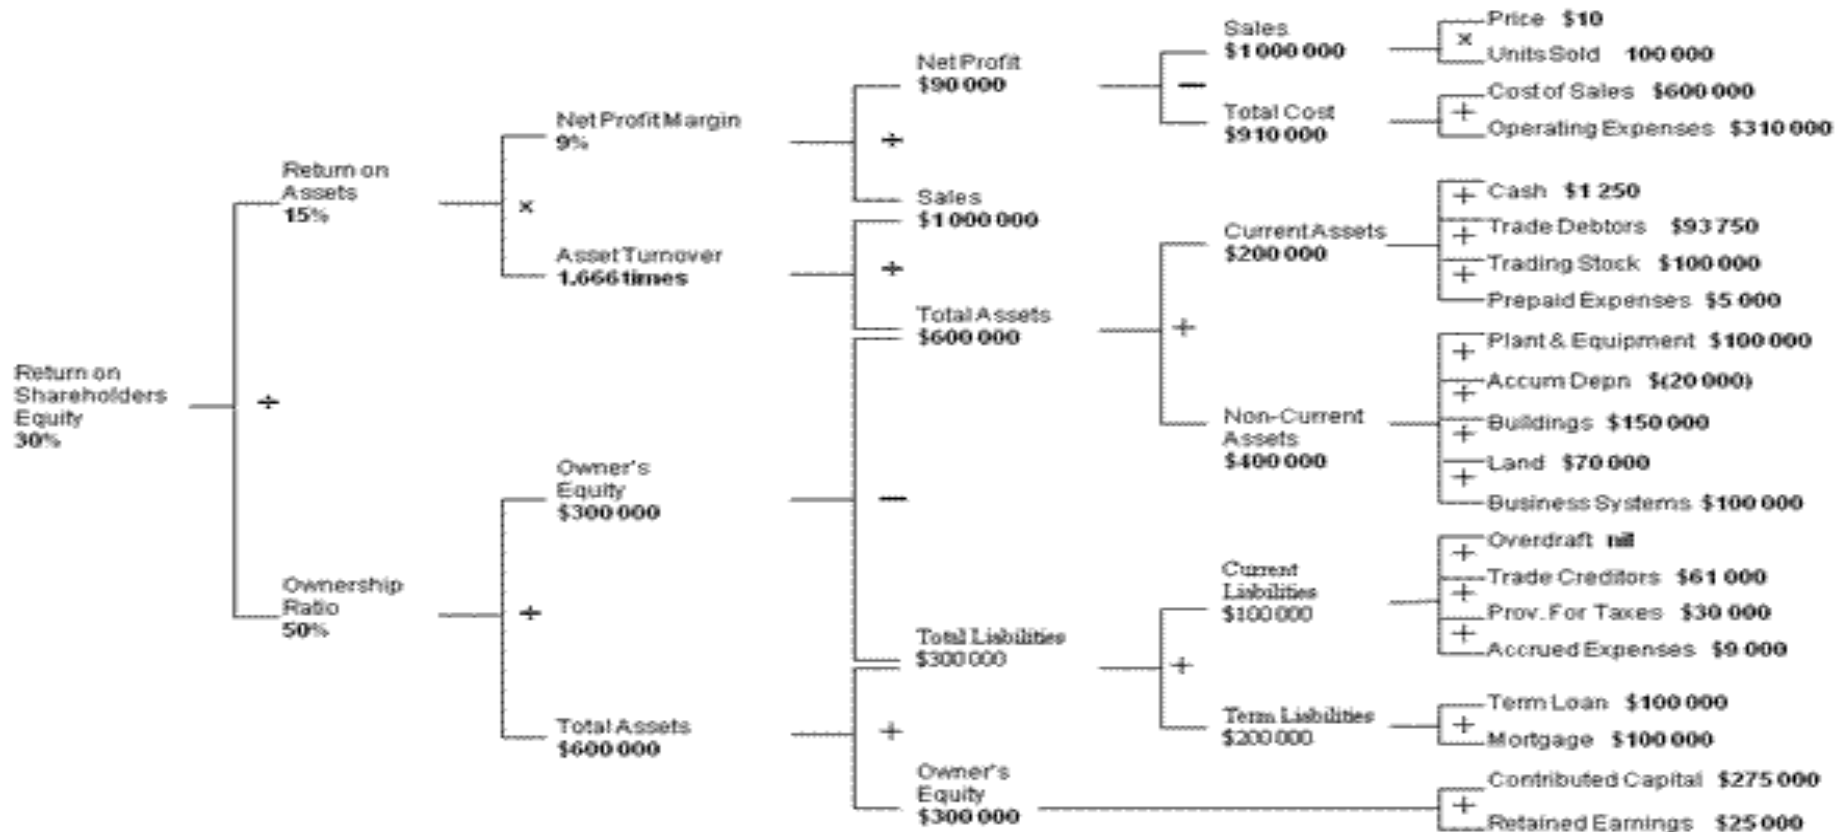 Return on
Shareholders
Equity
30%
÷
Return on
Assets
15%
Ownership
Ratio
50%
×
÷
Net Profit Margin
9%
Asset Turnover
1.666 times
Owner's
Equity
$300 000
Total Assets
$600 000
Net Profit
$90 000
÷
Sales
$1 000 000
÷
Total Assets
$600 000
−
Total Liabilities
$300 000
+
Owner's
Equity
$300 000
Sales
$1 000 000
−
Total Cost
$910 000
Current Assets
$200 000
+
Non-Current
Assets
$400 000
Current
Liabilities
$100 000
+
Term Liabilities
$200 000
Price $10
×
Units Sold 100 000
Cost of Sales $600 000
+
Operating Expenses $310 000
Cash $1 250
+
Trade Debtors $93 750
+
Trading Stock $100 000
+
Prepaid Expenses $5 000
Plant & Equipment $100 000
+
Accum Depn $(20 000)
+
Buildings $150 000
+
Land $70 000
+
Business Systems $100 000
Overdraft nil
+
Trade Creditors $61 000
+
Prov. For Taxes $30 000
+
Accrued Expenses $9 000
Term Loan $100 000
+
Mortgage $100 000
Contributed Capital $275 000
+
Retained Earnings $25 000